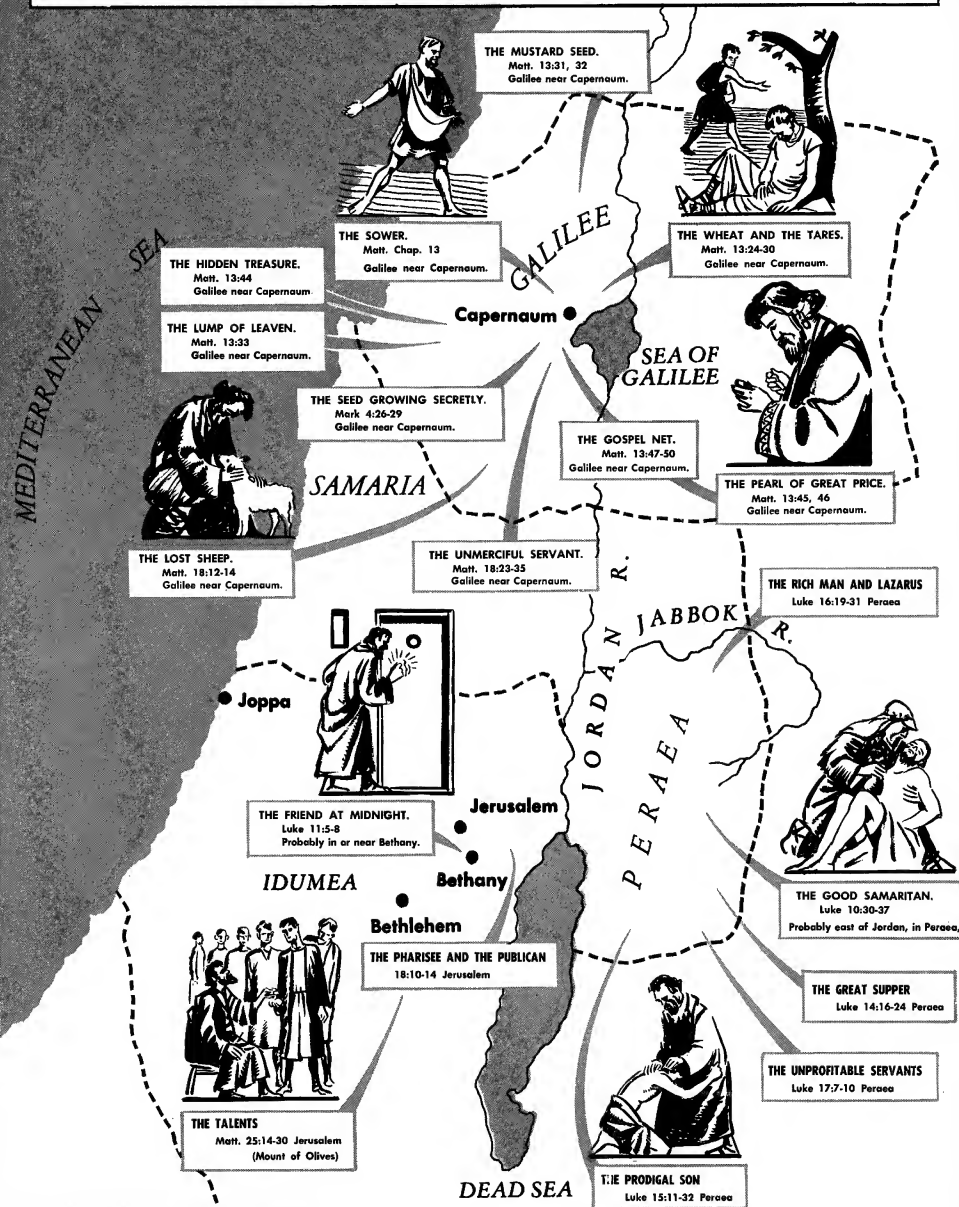 THE MUSTARD SEED.
Matt. 13:31, 32
Galilee near Capernaum.
THE SOWER.
Matt. Chap. 13
Galilee near Capernaum.
THE WHEAT AND THE TARES.
Matt. 13:24-30
Galilee near Capernaum.
GALILEE
MEDITERRANEAN SEA
THE HIDDEN TREASURE.
Matt. 13:44
Galilee near Capernaum
THE LUMP OF LEAVEN.
Matt. 13:33
Galilee near Capernaum.
Capernaum
SEA OF
GALILEE
THE SEED GROWING SECRETLY.
Mark 4:26-29
Galilee near Capernaum.
THE GOSPEL NET.
Matt. 13:47-50
Galilee near Capernaum.
THE PEARL OF GREAT PRICE.
Matt. 13:45, 46
Galilee near Capernaum.
SAMARIA
THE LOST SHEEP.
Matt. 18:12-14
Galilee near Capernaum.
THE UNMERCIFUL SERVANT.
Matt. 18:23-35
Galilee near Capernaum.
THE RICH MAN AND LAZARUS
Luke 16:19-31 Peraea
JABBOK R.
JORDAN R.
PERAEA
Joppa
THE FRIEND AT MIDNIGHT.
Luke 11:5-8
Probably in or near Bethany.
Jerusalem
Bethany
IDUMEA
Bethlehem
THE GOOD SAMARITAN.
Luke 10:30-37
Probably east of Jordan, in Peraea,
THE PHARISEE AND THE PUBLICAN
18:10-14 Jerusalem
THE GREAT SUPPER
Luke 14:16-24 Peraea
THE UNPROFITABLE SERVANTS
Luke 17:7-10 Peraea
THE TALENTS
Matt. 25:14-30 Jerusalem
(Mount of Olives)
THE PRODIGAL SON
Luke 15:11-32 Peraea
DEAD SEA